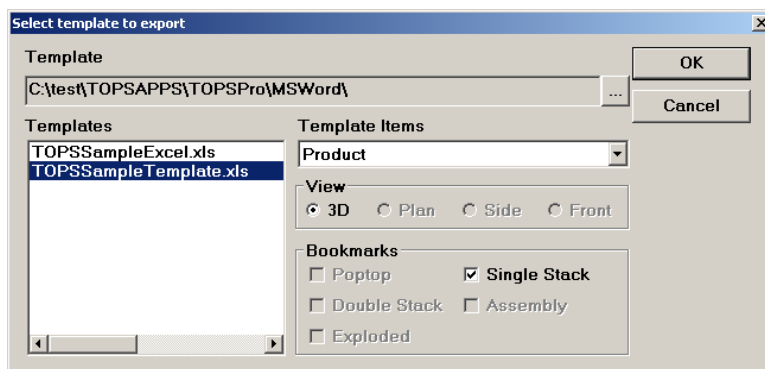 Select template to export
Template
OK
C:\test\TOPSAPPS\TOPSPro\MSWord\
...
Cancel
Templates
Template Items
TOPSSampleExcel.xls
Product
TOPSSampleTemplate.xls
View
3D Plan Side Front
Bookmarks
Poptop Single Stack
Double Stack Assembly
Exploded